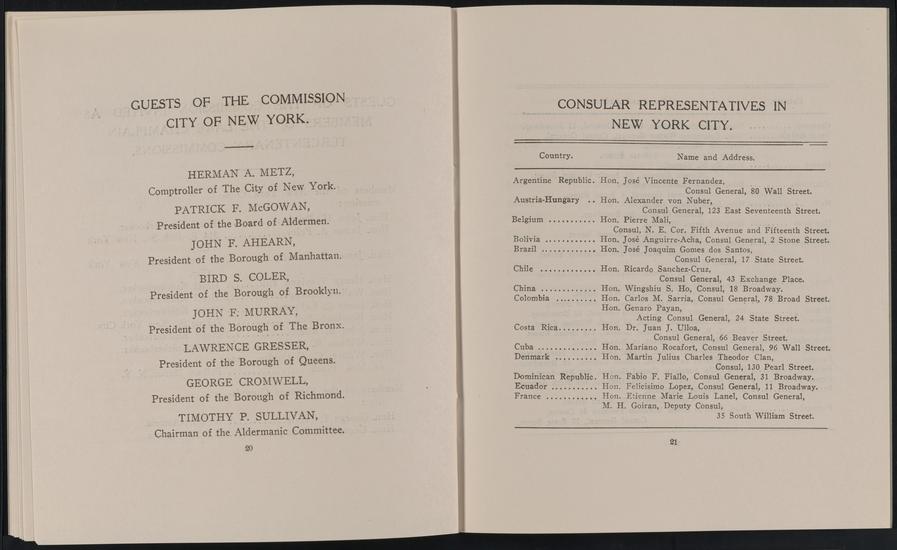 GUESTS OF THE COMMISSION
CITY OF NEW YORK.
HERMAN A. METZ,
Comptroller of The City of New York.
PATRICK F. McGOWAN,
President of the Board of Aldermen.
JOHN F. AHEARN,
President of the Borough of Manhattan.
BIRD S. COLER,
President of the Borough of Brooklyn.
JOHN F. MURRAY,
President of the Borough of The Bronx.
LAWRENCE GRESSER,
President of the Borough of Queens.
GEORGE CROMWELL,
President of the Borough of Richmond.
TIMOTHY P. SULLIVAN,
Chairman of the Aldermanic Committee.
20
CONSULAR REPRESENTATIVES IN
NEW YORK CITY.
Country. Name and Address.
Argentine Republic. Hon. José Vincente Fernandez,
Consul General, 80 Wall Street.
Austria-Hungary .. Hon. Alexander von Nuber,
Consul General, 123 East Seventeenth Street.
Belgium ........... Hon. Pierre Mali,
Consul, N. E. Cor. Fifth Avenue and Fifteenth Street.
Bolivia ............ Hon. José Anguirre-Acha, Consul General, 2 Stone Street.
Brazil ............. Hon. José Joaquim Gomes dos Santos,
Consul General, 17 State Street.
Chile ............. Hon. Ricardo Sanchez-Cruz,
Consul General, 43 Exchange Place.
China ............. Hon. Wingshiu S. Ho, Consul, 18 Broadway.
Colombia ......... Hon. Carlos M. Sarria, Consul General, 78 Broad Street.
Hon. Genaro Payan,
Acting Consul General, 24 State Street.
Costa Rica........ Hon. Dr. Juan J. Ulloa,
Consul General, 66 Beaver Street.
Cuba .............. Hon. Mariano Rocafort, Consul General, 96 Wall Street.
Denmark .......... Hon. Martin Julius Charles Theodor Clan,
Consul, 130 Pearl Street.
Dominican Republic. Hon. Fabio F. Fiallo, Consul General, 31 Broadway.
Ecuador ........... Hon. Felicisimo Lopez, Consul General, 11 Broadway.
France ............ Hon. Etienne Marie Louis Lanel, Consul General,
M. H. Goiran, Deputy Consul,
35 South William Street.
21